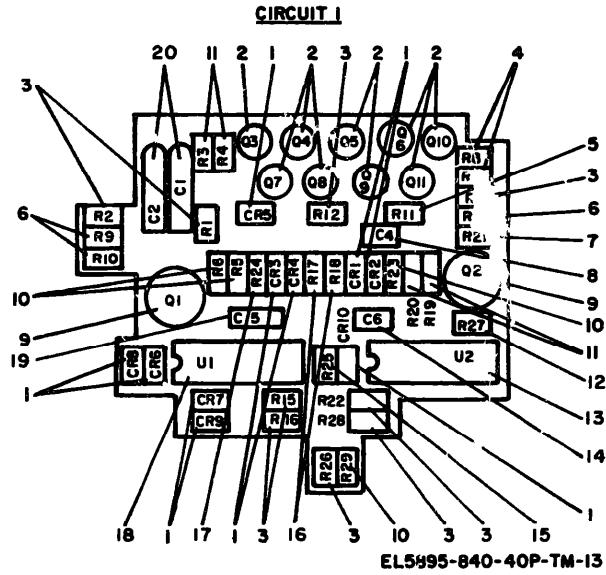 CIRCUIT 1
20 11 2 1 2 3 2 1 2 4
3
Q3 Q4 Q5 Q6 Q10
R3 R4
5
C2 C1
Q7 Q8 Q9 Q11
3
R2 R1 CR5 R12 R11
6
6
R9
C4 R21
7
R10
8
R6 R5 R24 CR3 CR4 R17 R18 CR1 CR2 R23
Q2
10
Q1
9
10
9
R20 R19
11
19
C5 CR10 C6 R27
12
CR8 CR6 U1 R25 U2
1
13
CR7 R15 R22
CR9 R16 R28
14
R26 R29
1
18 1 17 1 3 16 3 10 3 3 15
EL5895-840-40P-TM-13